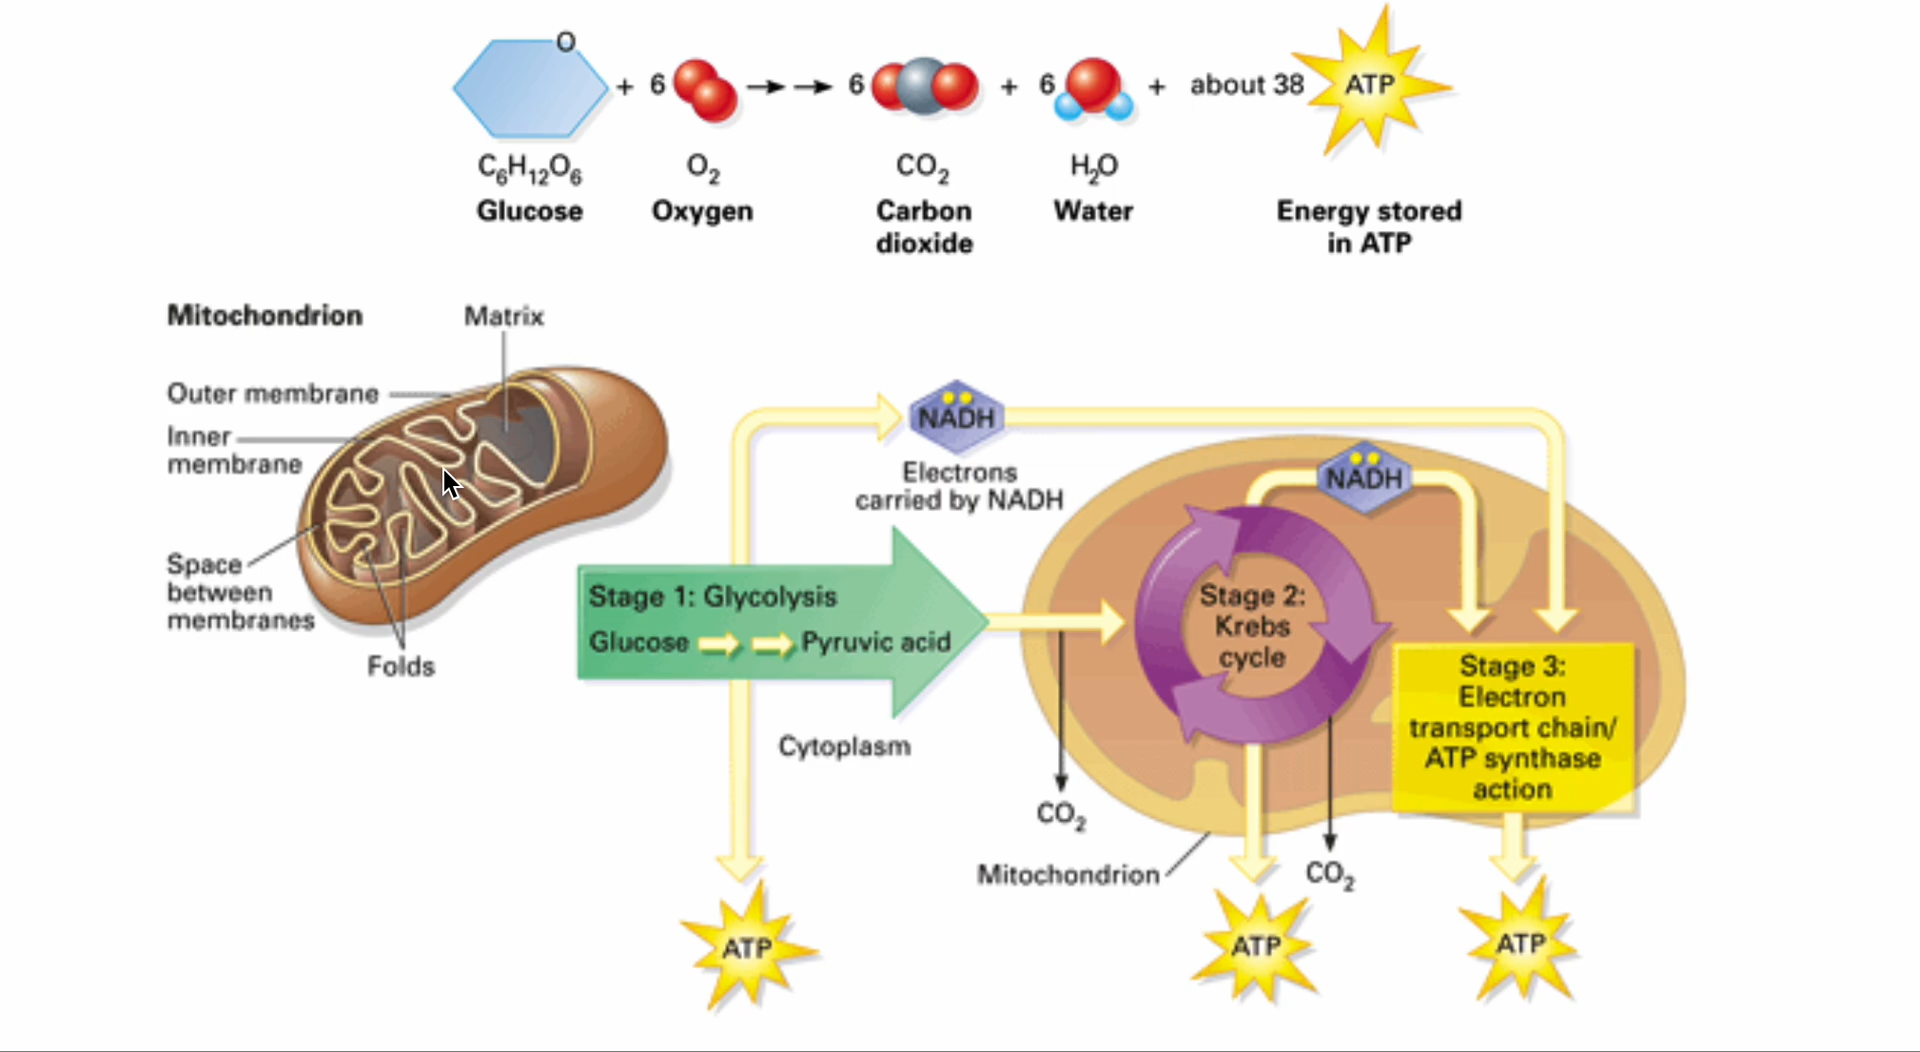 O
+ 6 6 + 6 + about 38 ATP
C₆H₁₂O₆ O₂ CO₂ H₂O
Glucose Oxygen Carbon dioxide Water Energy stored in ATP
Mitochondrion
Matrix
Outer membrane
Inner
membrane
Space
between
membranes
Folds
NADH
Electrons
carried by NADH
NADH
Stage 1: Glycolysis
Glucose Pyruvic acid
Cytoplasm
Stage 2:
Krebs
cycle
Stage 3:
Electron
transport chain/
ATP synthase
action
CO₂
Mitochondrion
CO₂
ATP
ATP
ATP